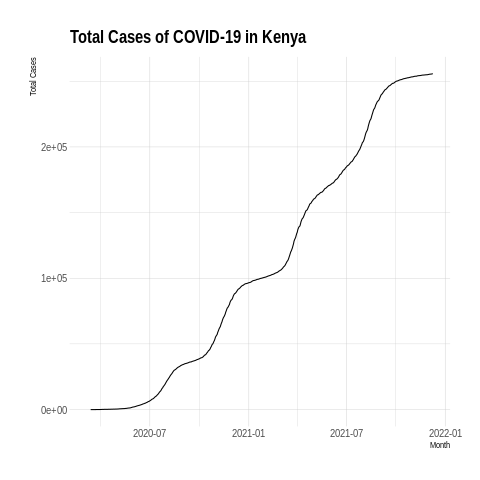 Total Cases of COVID-19 in Kenya
Total Cases
2e+05
1e+05
0e+00
2020-07 2021-01 2021-07 2022-01
Month